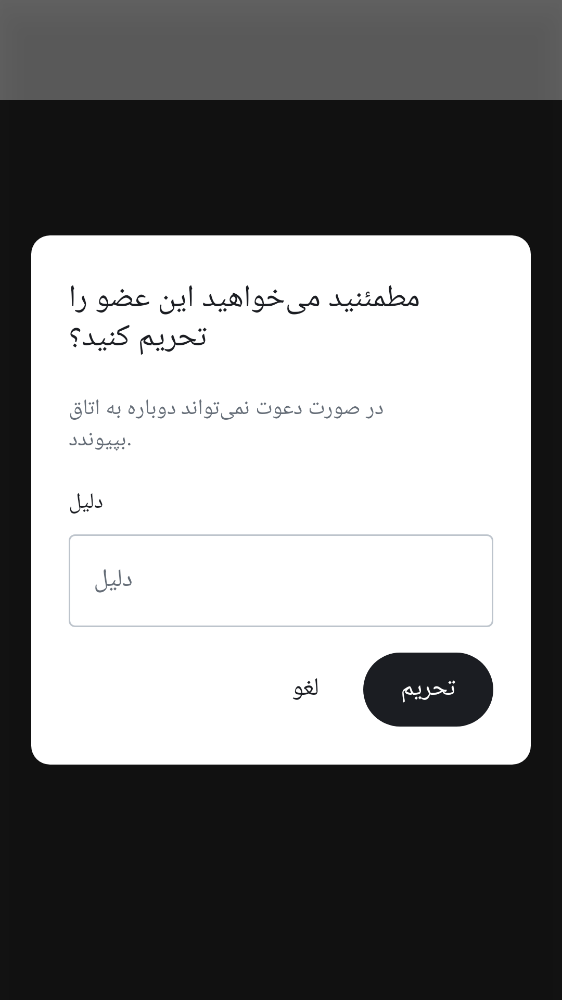 مطمئنید می‌خواهید این عضو را
تحریم کنید؟
در صورت دعوت نمی‌تواند دوباره به اتاق
بپیوندد.
دلیل
دلیل
لغو
تحریم